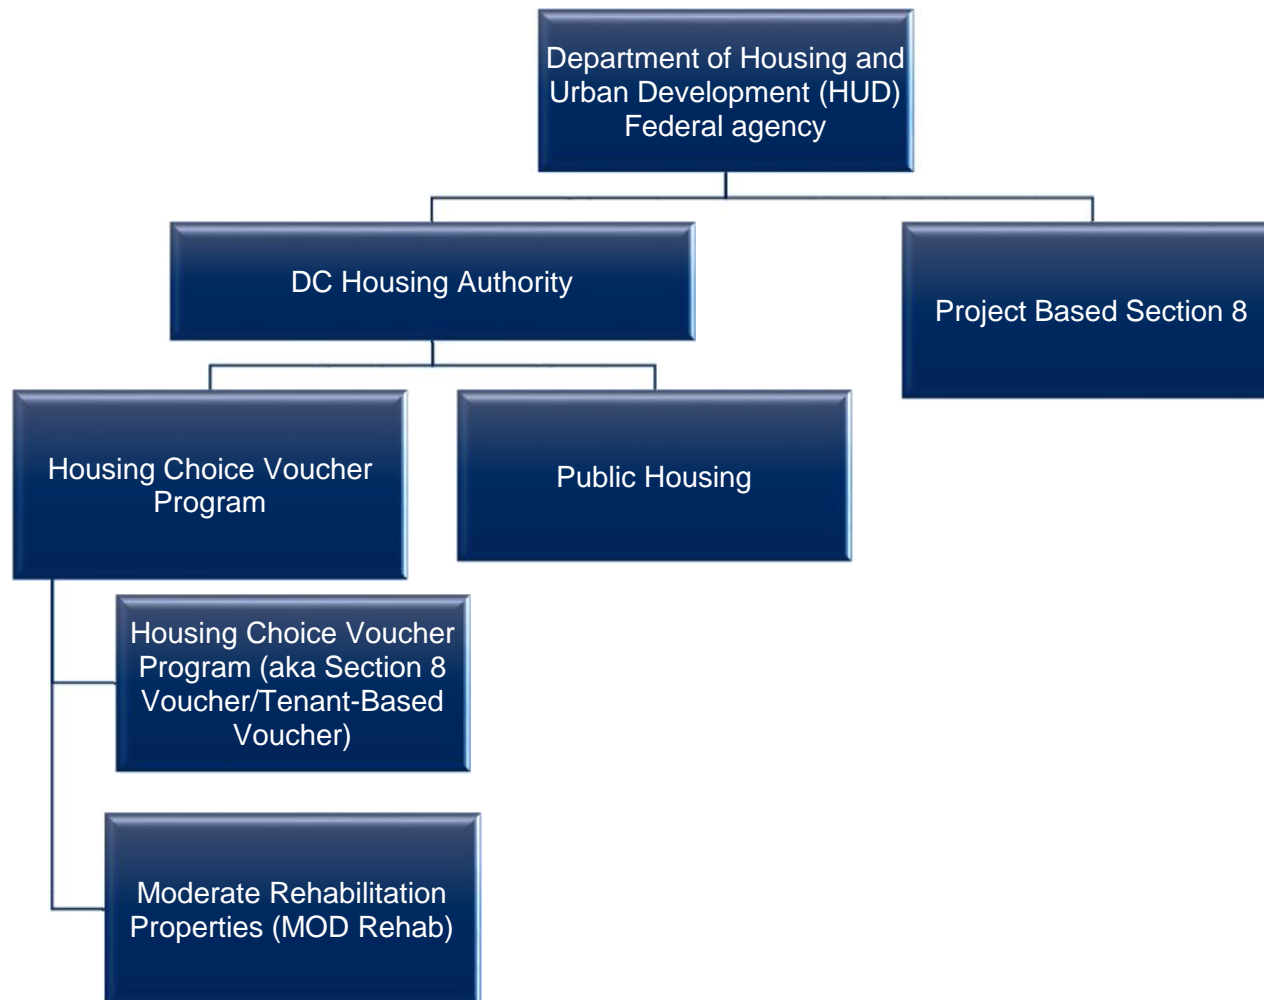 Department of Housing and
Urban Development (HUD)
Federal agency
DC Housing Authority
Project Based Section 8
Housing Choice Voucher
Program
Public Housing
Housing Choice Voucher
Program (aka Section 8
Voucher/Tenant-Based
Voucher)
Moderate Rehabilitation
Properties (MOD Rehab)